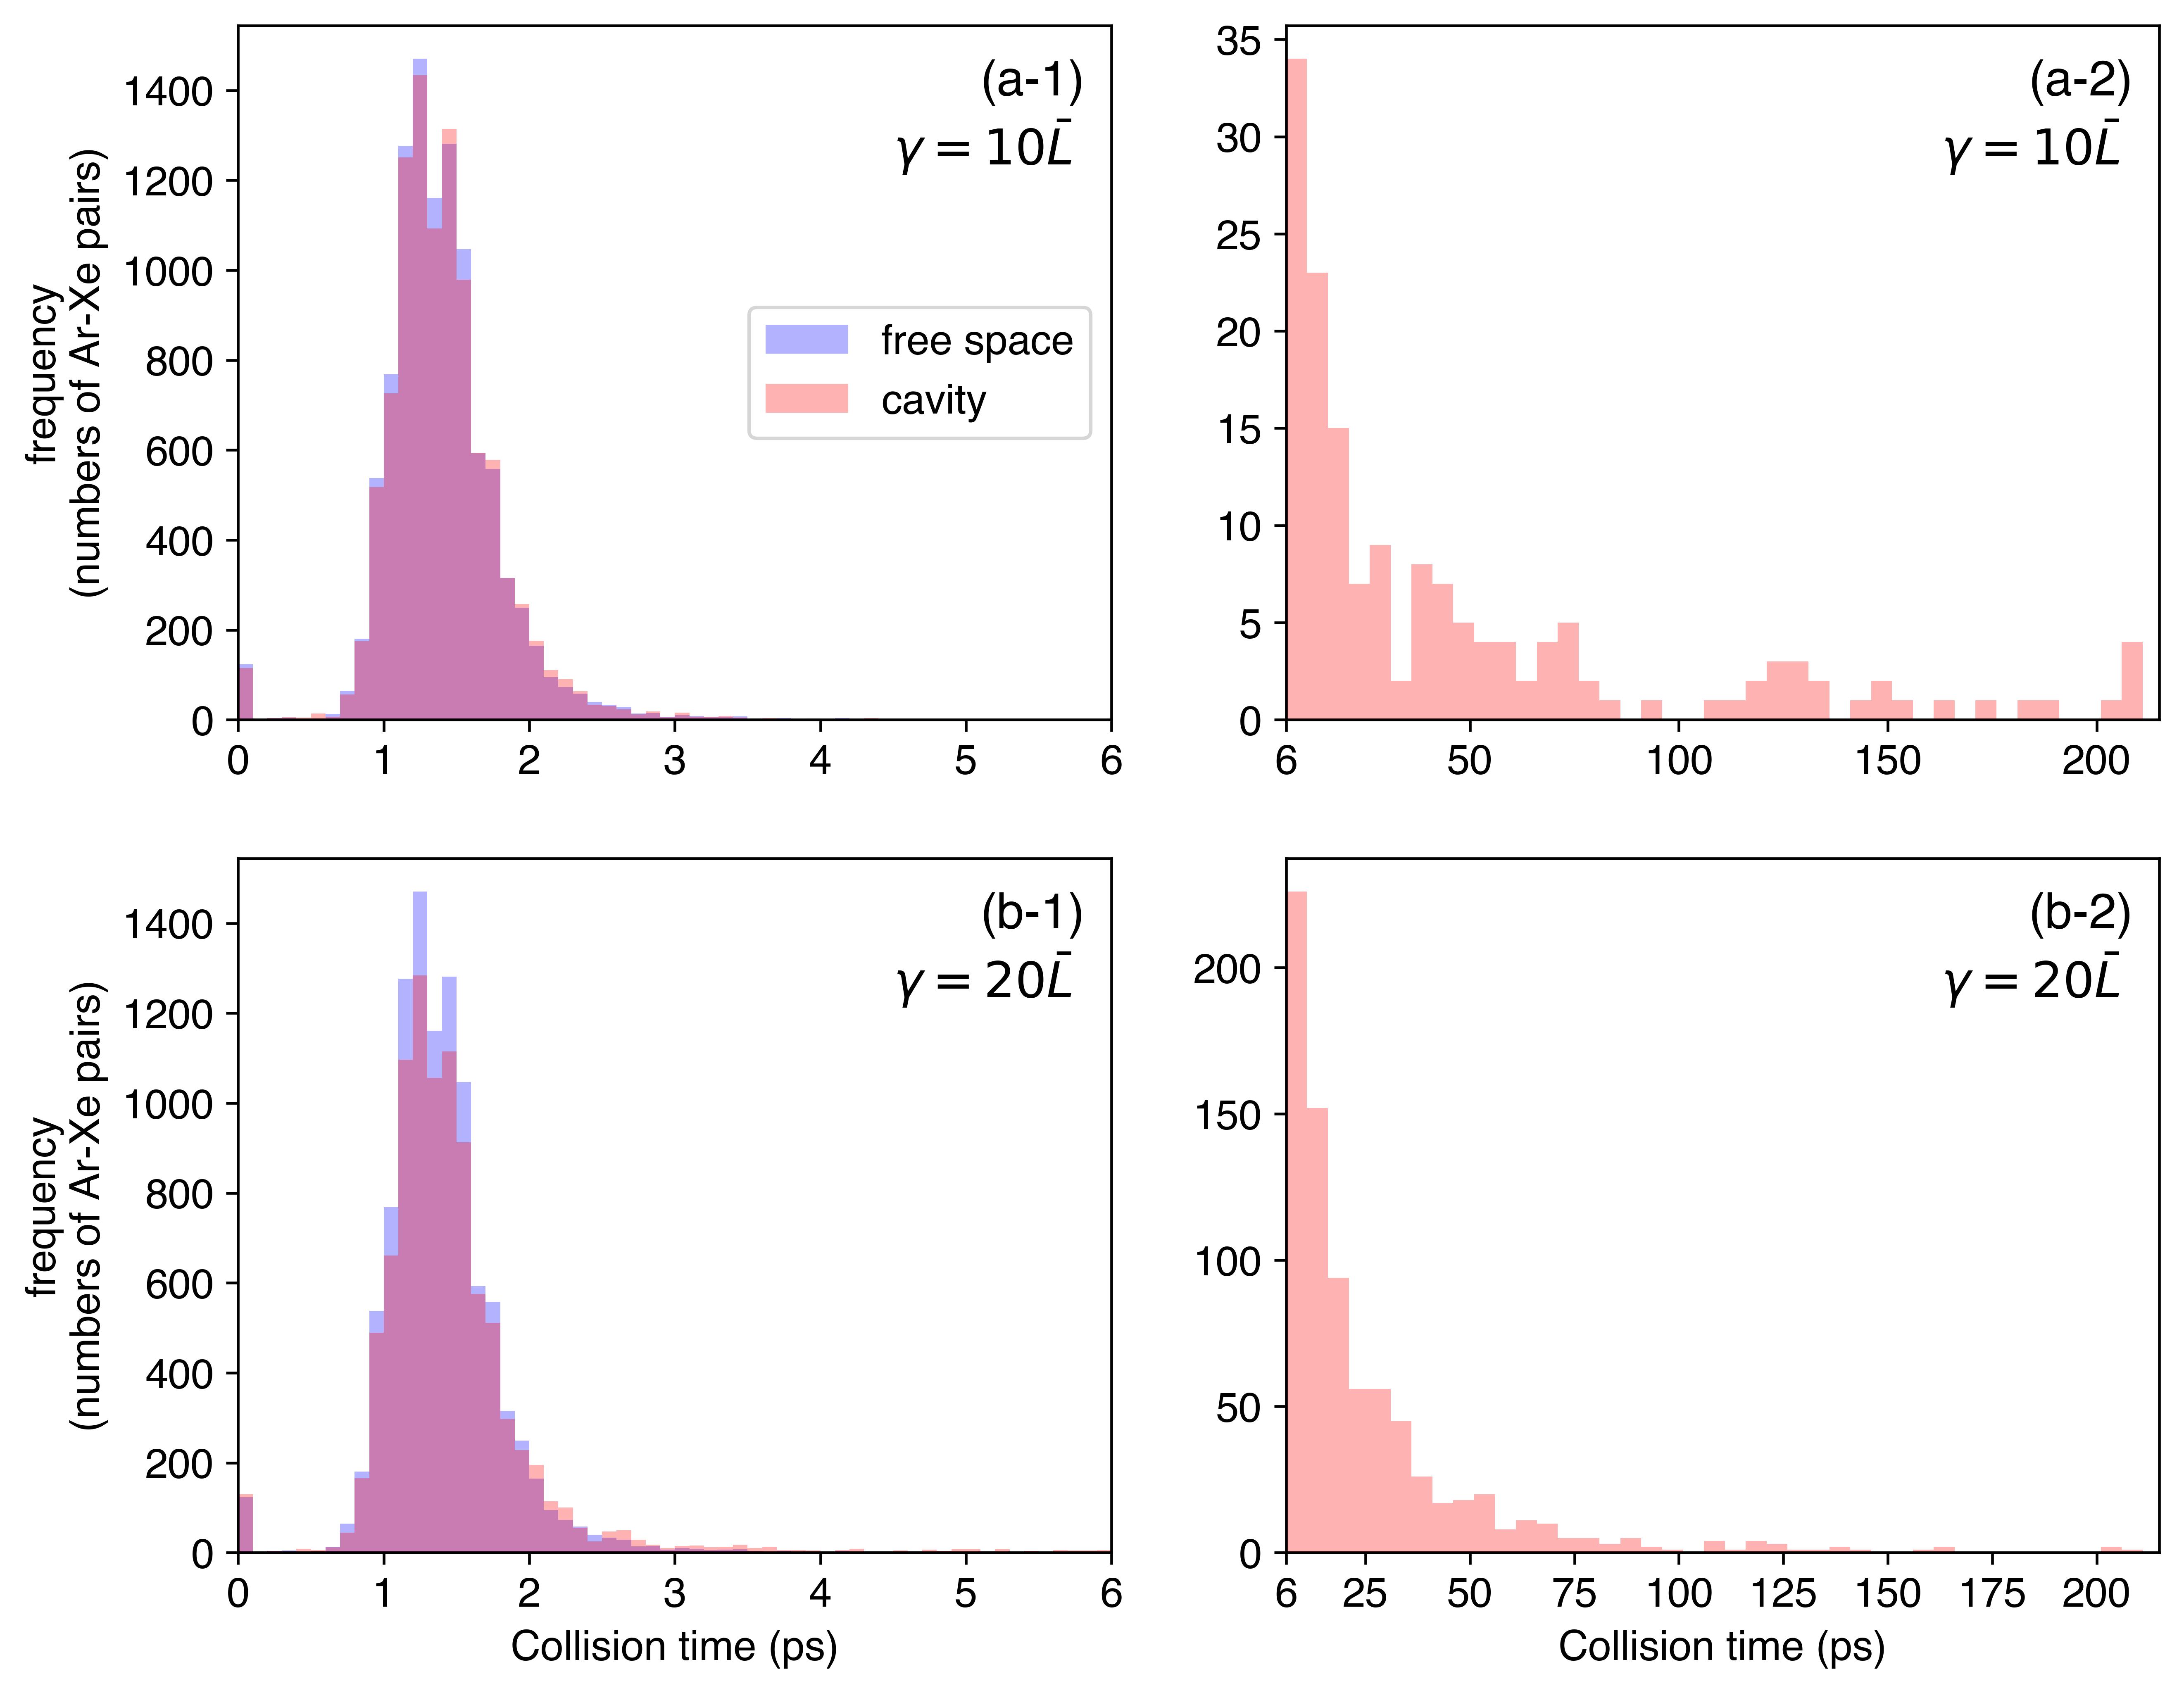 frequency
(numbers of Ar-Xe pairs)
1400
1200
1000
800
600
400
200
0
0 1 2 3 4 5 6
(a-1)
γ = 10L̄
free space
cavity
35
30
25
20
15
10
5
0
6 50 100 150 200
(a-2)
γ = 10L̄
frequency
(numbers of Ar-Xe pairs)
1400
1200
1000
800
600
400
200
0
0 1 2 3 4 5 6
Collision time (ps)
(b-1)
γ = 20L̄
200
150
100
50
0
6 25 50 75 100 125 150 175 200
Collision time (ps)
(b-2)
γ = 20L̄